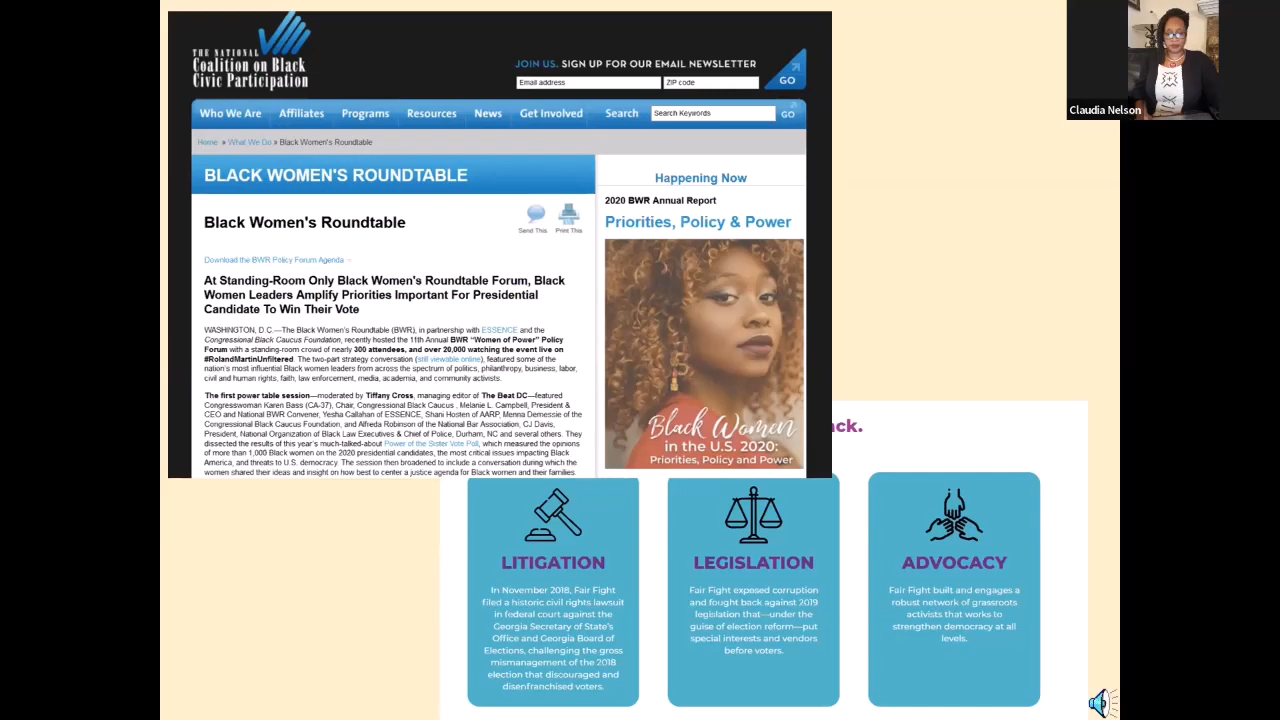 THE NATIONAL
Coalition on Black
Civic Participation
JOIN US. SIGN UP FOR OUR EMAIL NEWSLETTER
Email address
ZIP code
GO
Who We Are
Affiliates
Programs
Resources
News
Get Involved
Search
Search Keywords
GO
Home » What We Do » Black Women's Roundtable
BLACK WOMEN'S ROUNDTABLE
Black Women's Roundtable
Send This
Print This
Download the BWR Policy Forum Agenda
At Standing-Room Only Black Women's Roundtable Forum, Black
Women Leaders Amplify Priorities Important For Presidential
Candidate To Win Their Vote
WASHINGTON, D.C.—The Black Women's Roundtable (BWR), in partnership with ESSENCE and the
Congressional Black Caucus Foundation, recently hosted the 11th Annual BWR "Women of Power" Policy
Forum with a standing-room crowd of nearly 300 attendees, and over 20,000 watching the event live on
#RolandMartinUnfiltered. The two-part strategy conversation (still viewable online), featured some of the
nation's most influential Black women leaders from across the spectrum of politics, philanthropy, business, labor,
civil and human rights, faith, law enforcement, media, academia, and community activists.
The first power table session—moderated by Tiffany Cross, managing editor of The Beat DC—featured
Congresswoman Karen Bass (CA-37), Chair, Congressional Black Caucus , Melanie L. Campbell, President &
CEO and National BWR Convener, Yesha Callahan of ESSENCE, Shani Hosten of AARP, Menna Demessie of the
Congressional Black Caucus Foundation, and Alfreda Robinson of the National Bar Association, CJ Davis,
President, National Organization of Black Law Executives & Chief of Police, Durham, NC and several others. They
dissected the results of this year's much-talked-about Power of the Sister Vote Poll, which measured the opinions
of more than 1,000 Black women on the 2020 presidential candidates, the most critical issues impacting Black
America, and threats to U.S. democracy. The session then broadened to include a conversation during which the
women shared their ideas and insight on how best to center a justice agenda for Black women and their families.
Happening Now
2020 BWR Annual Report
Priorities, Policy & Power
Black Women
in the U.S. 2020:
Priorities, Policy and Power
Claudia Nelson
ack.
LITIGATION
In November 2018, Fair Fight
filed a historic civil rights lawsuit
in federal court against the
Georgia Secretary of State's
Office and Georgia Board of
Elections, challenging the gross
mismanagement of the 2018
election that discouraged and
disenfranchised voters.
LEGISLATION
Fair Fight exposed corruption
and fought back against 2019
legislation that—under the
guise of election reform—put
special interests and vendors
before voters.
ADVOCACY
Fair Fight built and engages a
robust network of grassroots
activists that works to
strengthen democracy at all
levels.